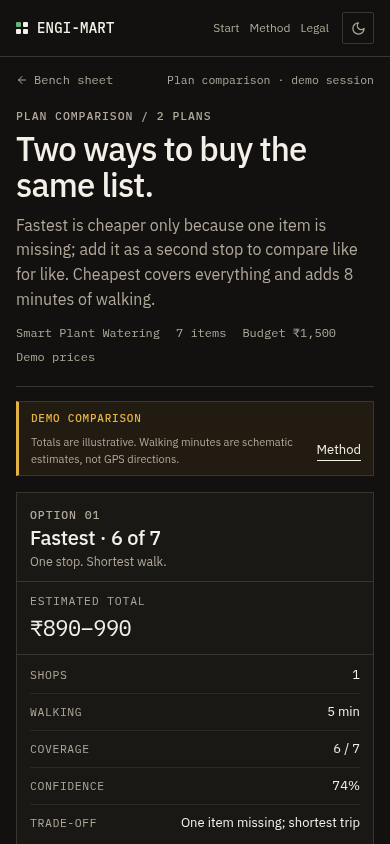 ENGI-MART
Start Method Legal
← Bench sheet
Plan comparison · demo session
PLAN COMPARISON / 2 PLANS
Two ways to buy the
same list.
Fastest is cheaper only because one item is
missing; add it as a second stop to compare like
for like. Cheapest covers everything and adds 8
minutes of walking.
Smart Plant Watering 7 items Budget ₹1,500
Demo prices
DEMO COMPARISON
Totals are illustrative. Walking minutes are schematic
estimates, not GPS directions.
Method
OPTION 01
Fastest · 6 of 7
One stop. Shortest walk.
ESTIMATED TOTAL
₹890–990
SHOPS 1
WALKING 5 min
COVERAGE 6 / 7
CONFIDENCE 74%
TRADE-OFF One item missing; shortest trip